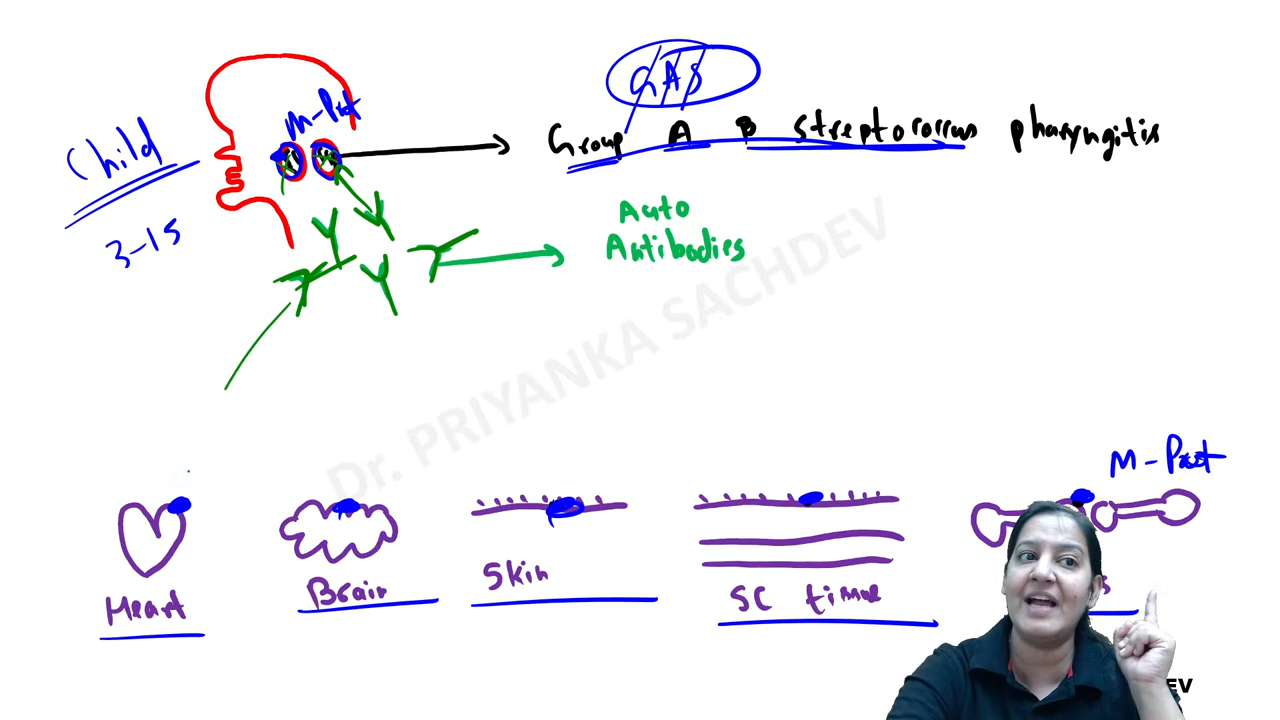 GAS
M-Prot
Child
Group A B streptococcus pharyngitis
3-15
Auto
Antibodies
Dr. PRIYANKA SACHDEV
M-Prot
Heart
Brain
Skin
SC tissue
s
EV